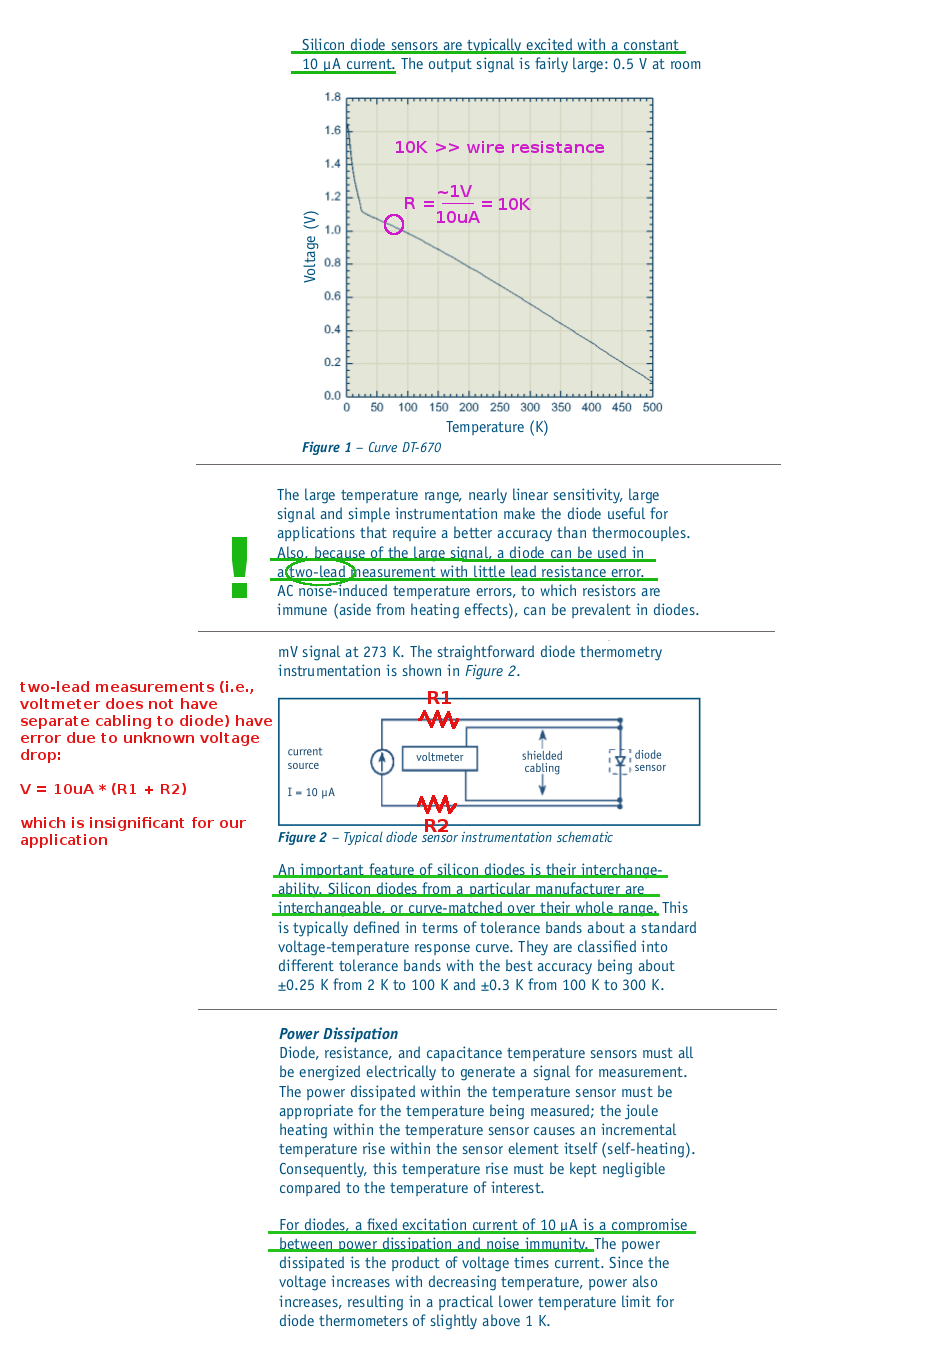 Silicon diode sensors are typically excited with a constant
10 µA current. The output signal is fairly large: 0.5 V at room
1.8
1.6
1.4
1.2
1.0
0.8
0.6
0.4
0.2
0.0
Voltage (V)
10K >> wire resistance
R = ~1V / 10uA = 10K
0 50 100 150 200 250 300 350 400 450 500
Temperature (K)
Figure 1 – Curve DT-670
The large temperature range, nearly linear sensitivity, large
signal and simple instrumentation make the diode useful for
applications that require a better accuracy than thermocouples.
Also, because of the large signal, a diode can be used in
a two-lead measurement with little lead resistance error.
AC noise-induced temperature errors, to which resistors are
immune (aside from heating effects), can be prevalent in diodes.
!
mV signal at 273 K. The straightforward diode thermometry
instrumentation is shown in Figure 2.
two-lead measurements (i.e.,
voltmeter does not have
separate cabling to diode) have
error due to unknown voltage
drop:
V = 10uA * (R1 + R2)
which is insignificant for our
application
R1
current
source
I = 10 µA
voltmeter
shielded
cabling
diode
sensor
R2
Figure 2 – Typical diode sensor instrumentation schematic
An important feature of silicon diodes is their interchange-
ability. Silicon diodes from a particular manufacturer are
interchangeable, or curve-matched over their whole range. This
is typically defined in terms of tolerance bands about a standard
voltage-temperature response curve. They are classified into
different tolerance bands with the best accuracy being about
±0.25 K from 2 K to 100 K and ±0.3 K from 100 K to 300 K.
Power Dissipation
Diode, resistance, and capacitance temperature sensors must all
be energized electrically to generate a signal for measurement.
The power dissipated within the temperature sensor must be
appropriate for the temperature being measured; the joule
heating within the temperature sensor causes an incremental
temperature rise within the sensor element itself (self-heating).
Consequently, this temperature rise must be kept negligible
compared to the temperature of interest.
For diodes, a fixed excitation current of 10 µA is a compromise
between power dissipation and noise immunity. The power
dissipated is the product of voltage times current. Since the
voltage increases with decreasing temperature, power also
increases, resulting in a practical lower temperature limit for
diode thermometers of slightly above 1 K.